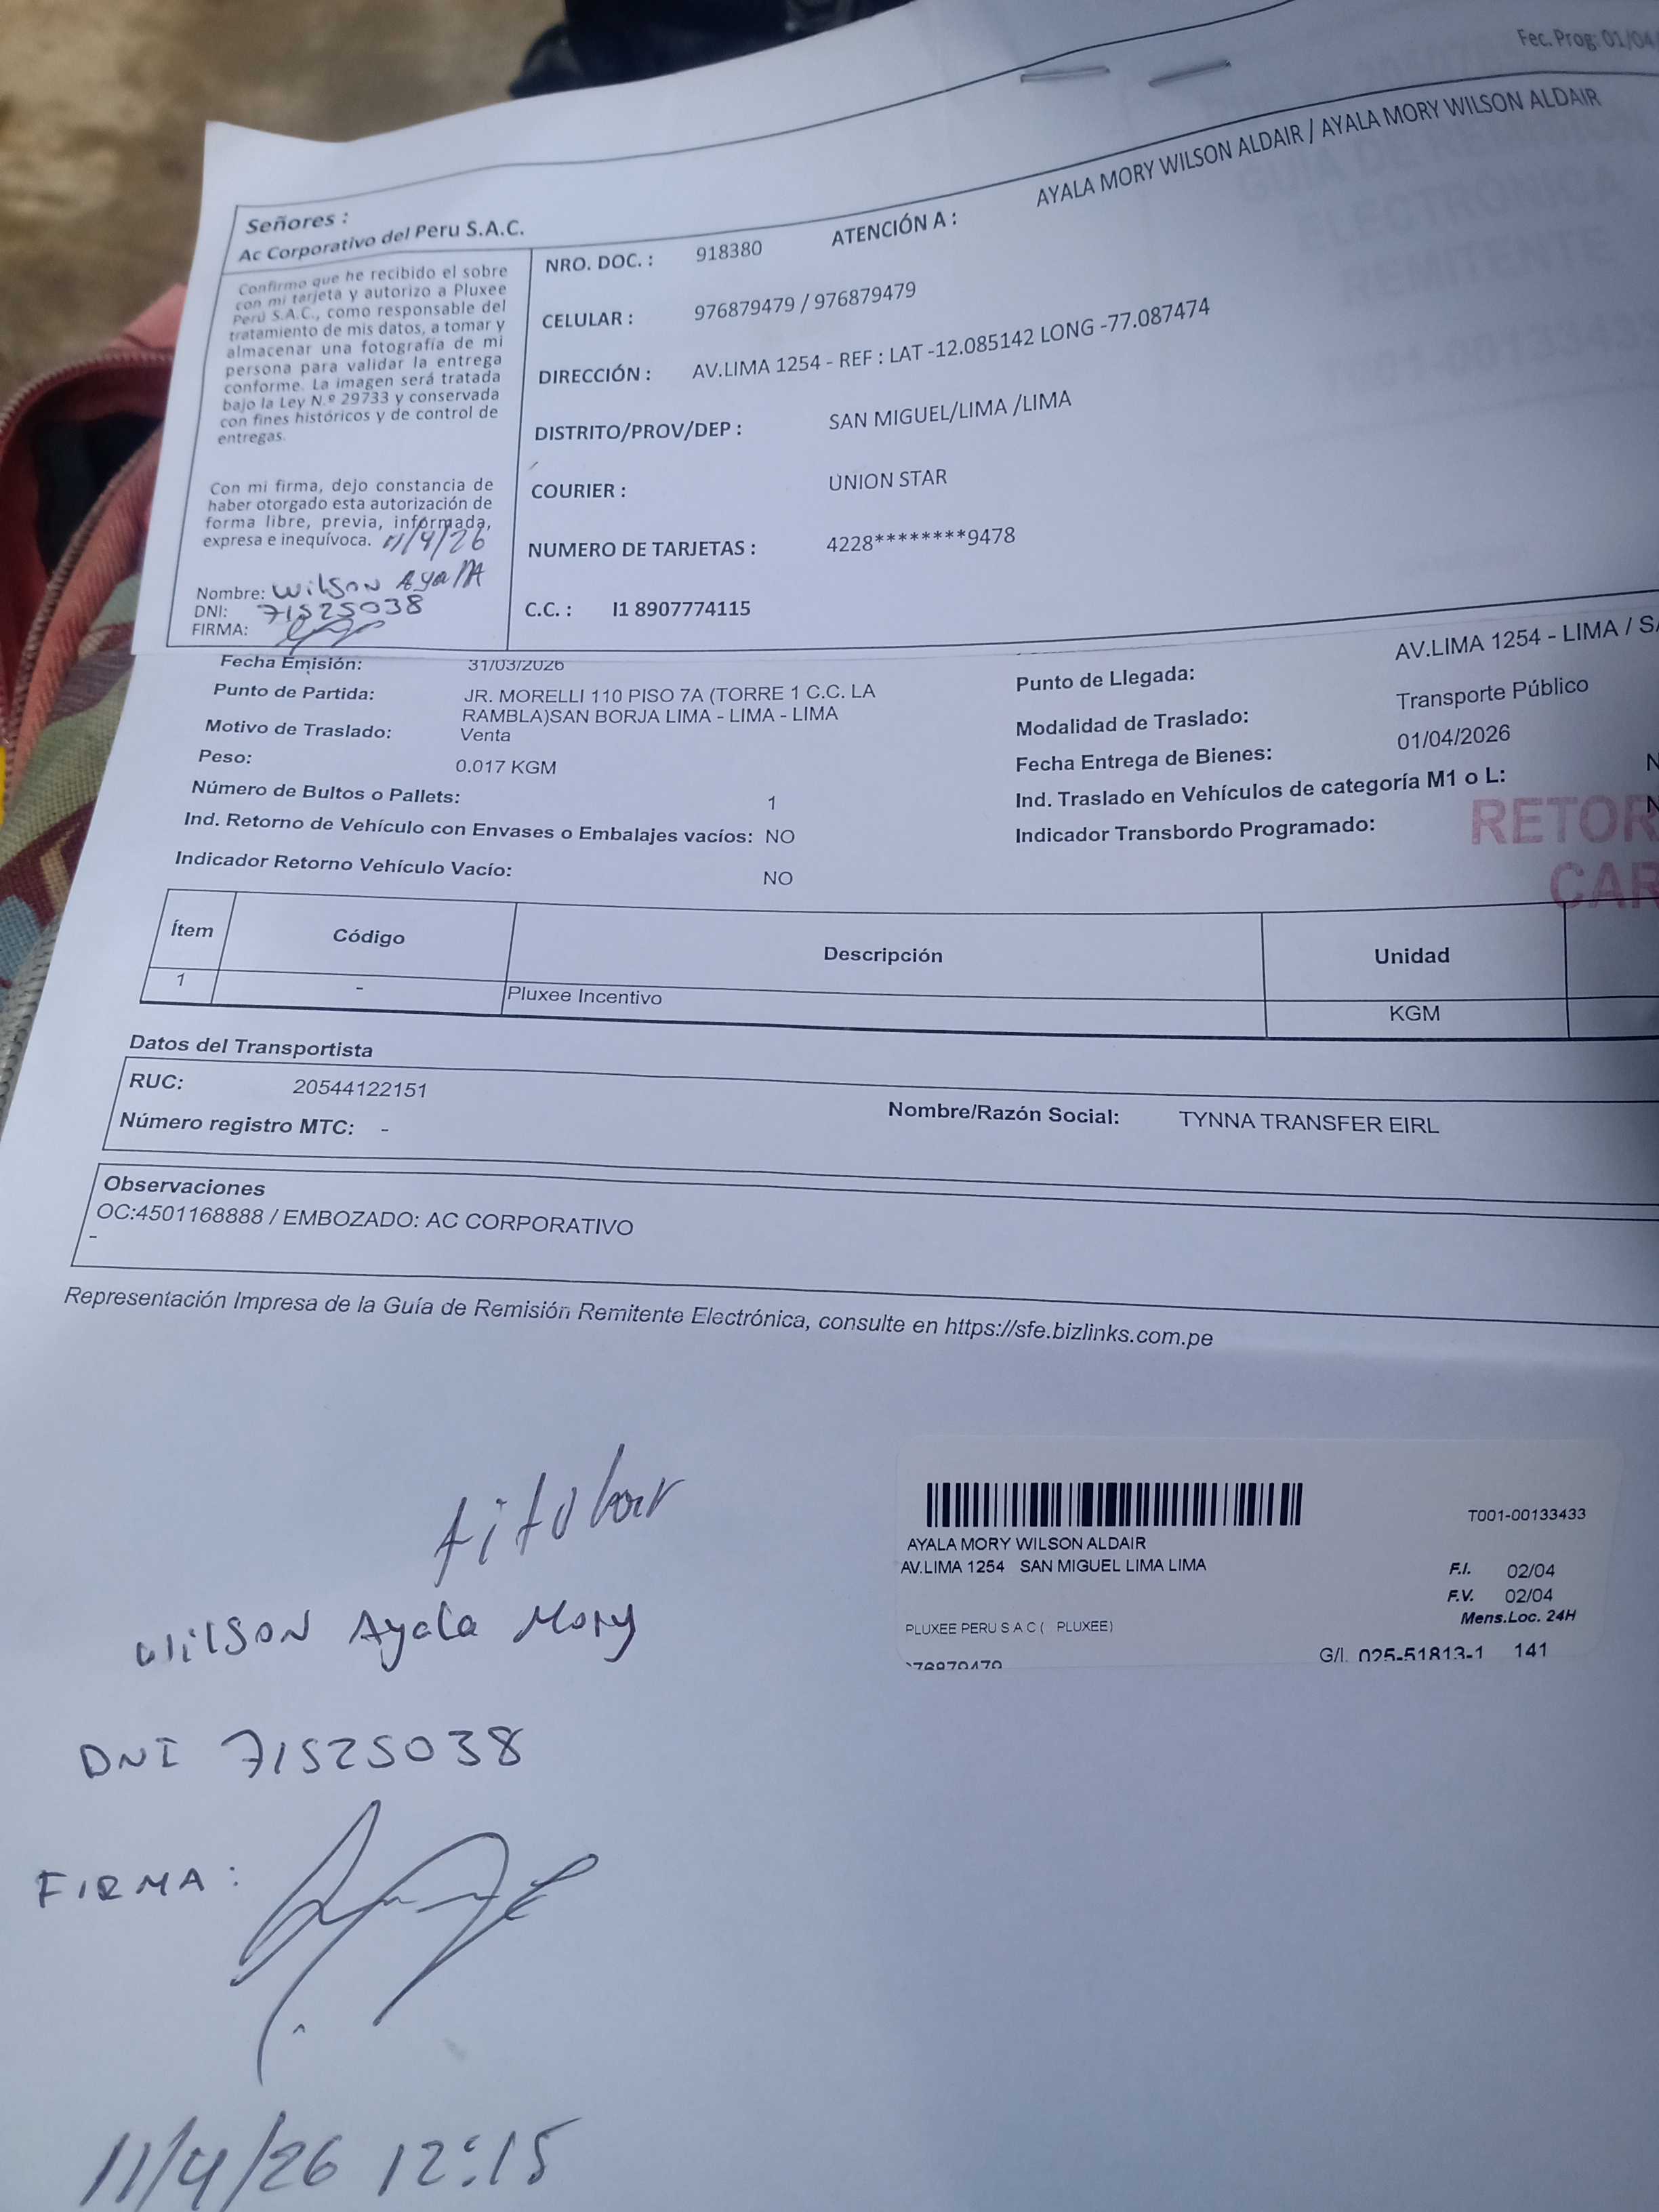 Fec. Prog: 01/04/
Señores :
Ac Corporativo del Peru S.A.C.
Confirmo que he recibido el sobre
con mi tarjeta y autorizo a Pluxee
Perú S.A.C., como responsable del
tratamiento de mis datos, a tomar y
almacenar una fotografía de mi
persona para validar la entrega
conforme. La imagen será tratada
bajo la Ley N.º 29733 y conservada
con fines históricos y de control de
entregas.
Con mi firma, dejo constancia de
haber otorgado esta autorización de
forma libre, previa, informada,
expresa e inequívoca. 11/4/26
Nombre: Wilson Ayala
DNI: 71525038
FIRMA:
NRO. DOC. : 918380 ATENCIÓN A : AYALA MORY WILSON ALDAIR / AYALA MORY WILSON ALDAIR
CELULAR : 976879479 / 976879479
DIRECCIÓN : AV.LIMA 1254 - REF : LAT -12.085142 LONG -77.087474
DISTRITO/PROV/DEP : SAN MIGUEL/LIMA /LIMA
COURIER : UNION STAR
NUMERO DE TARJETAS : 4228********9478
C.C. : I1 8907774115
GUIA DE REMISION
ELECTRÓNICA
REMITENTE
Fecha Emisión: 31/03/2026
Punto de Partida: JR. MORELLI 110 PISO 7A (TORRE 1 C.C. LA
RAMBLA)SAN BORJA LIMA - LIMA - LIMA
Motivo de Traslado: Venta
Peso: 0.017 KGM
Número de Bultos o Pallets: 1
Ind. Retorno de Vehículo con Envases o Embalajes vacíos: NO
Indicador Retorno Vehículo Vacío: NO
Punto de Llegada: AV.LIMA 1254 - LIMA / SA
Modalidad de Traslado: Transporte Público
Fecha Entrega de Bienes: 01/04/2026
Ind. Traslado en Vehículos de categoría M1 o L: N
Indicador Transbordo Programado: N
RETOR
CAR
Ítem Código Descripción Unidad
1 - Pluxee Incentivo KGM
Datos del Transportista
RUC: 20544122151
Nombre/Razón Social: TYNNA TRANSFER EIRL
Número registro MTC: -
Observaciones
OC:4501168888 / EMBOZADO: AC CORPORATIVO
-
Representación Impresa de la Guía de Remisión Remitente Electrónica, consulte en https://sfe.bizlinks.com.pe
titular
Wilson Ayala Mory
DNI 71525038
FIRMA:
11/4/26 12:15
T001-00133433
AYALA MORY WILSON ALDAIR
AV.LIMA 1254 SAN MIGUEL LIMA LIMA
F.I. 02/04
F.V. 02/04
Mens.Loc. 24H
PLUXEE PERU S A C ( PLUXEE)
G/I. 025-51813-1 141